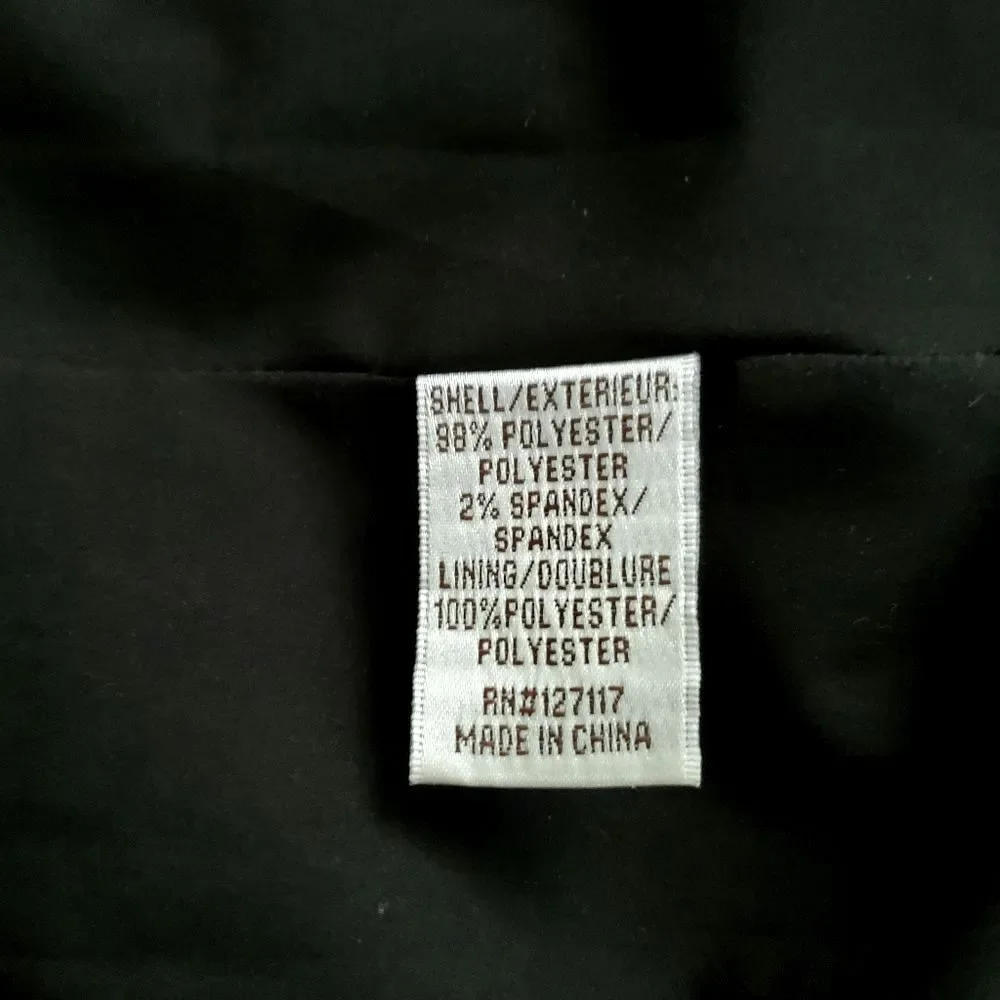 SHELL/EXTERIEUR:
98% POLYESTER/
POLYESTER
2% SPANDEX/
SPANDEX
LINING/DOUBLURE
100%POLYESTER/
POLYESTER
RN#127117
MADE IN CHINA